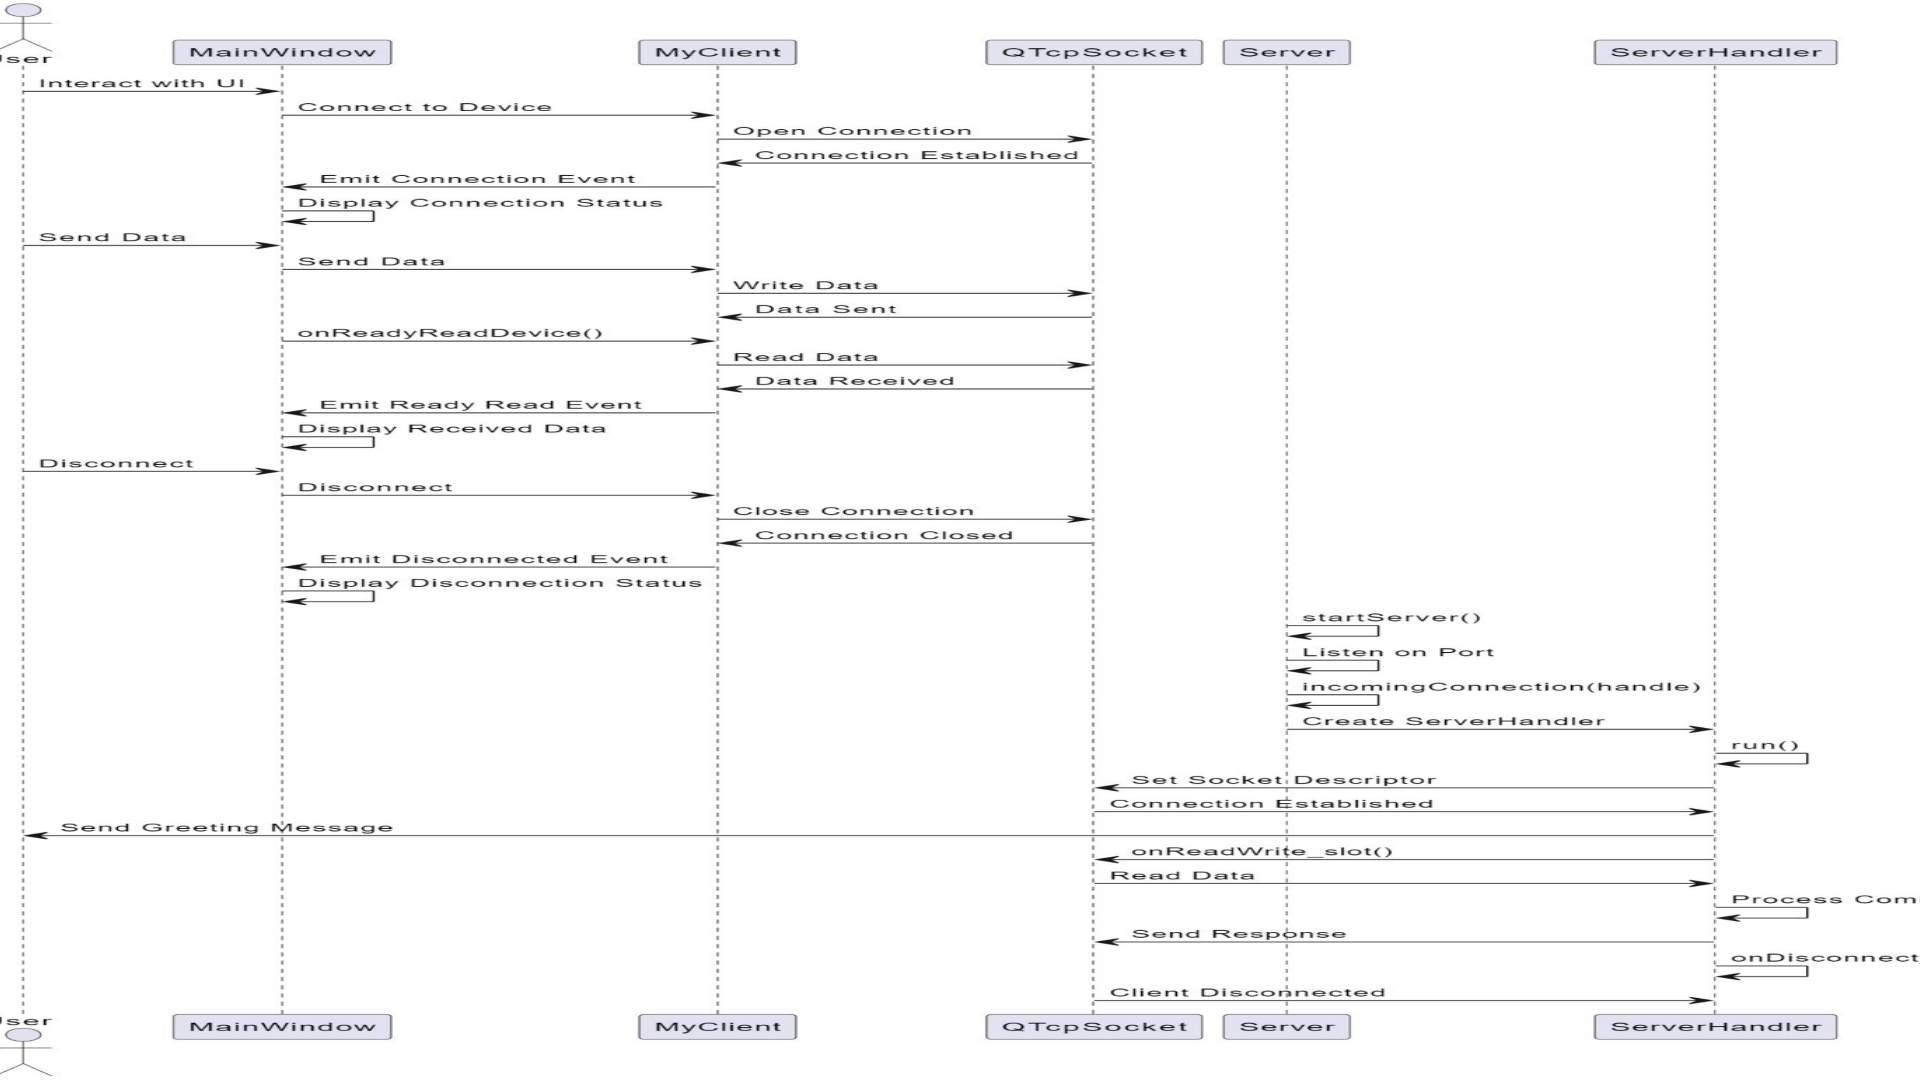 MainWindow MyClient QTcpSocket Server ServerHandler
User
Interact with UI
Connect to Device
Open Connection
Connection Established
Emit Connection Event
Display Connection Status
Send Data
Send Data
Write Data
Data Sent
onReadyReadDevice()
Read Data
Data Received
Emit Ready Read Event
Display Received Data
Disconnect
Disconnect
Close Connection
Connection Closed
Emit Disconnected Event
Display Disconnection Status
startServer()
Listen on Port
incomingConnection(handle)
Create ServerHandler
run()
Set Socket Descriptor
Connection Established
Send Greeting Message
onReadWrite_slot()
Read Data
Process Com
Send Response
onDisconnect
Client Disconnected
User
MainWindow MyClient QTcpSocket Server ServerHandler